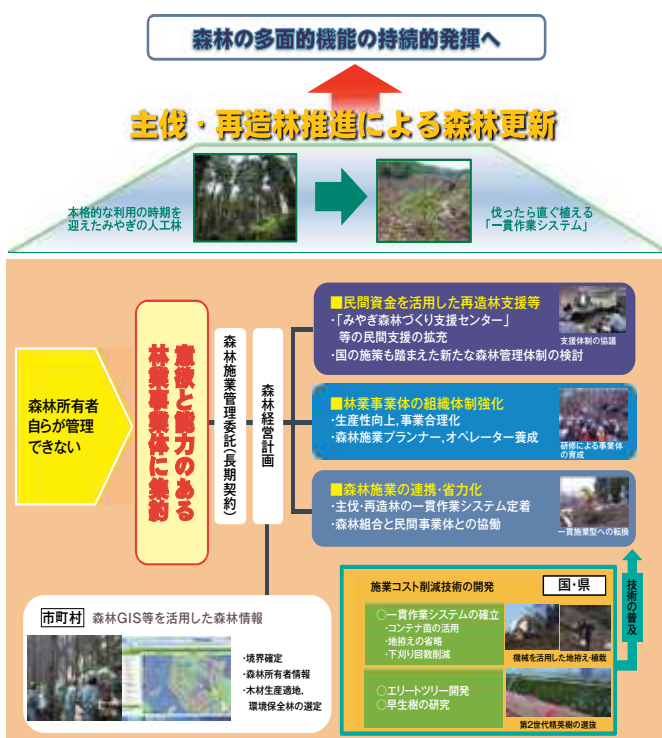 森林の多面的機能の持続的発揮へ
主伐・再造林推進による森林更新
本格的な利用の時期を
迎えたみやぎの人工林
伐ったら直ぐ植える
「一貫作業システム」
森林所有者
自らが管理
できない
意欲と能力のある
林業事業体に集約
森林施業管理委託(長期契約)
森林経営計画
■民間資金を活用した再造林支援等
・「みやぎ森林づくり支援センター」
等の民間支援の拡充
・国の施策も踏まえた新たな森林管理体制の検討
支援体制の協議
■林業事業体の組織体制強化
・生産性向上,事業合理化
・森林施業プランナー,オペレーター養成
研修による事業体
の育成
■森林施業の連携・省力化
・主伐・再造林の一貫作業システム定着
・森林組合と民間事業体との協働
一貫施業型への転換
市町村 森林GIS等を活用した森林情報
・境界確定
・森林所有者情報
・木材生産適地,
環境保全林の選定
施業コスト削減技術の開発
国・県
○一貫作業システムの確立
・コンテナ苗の活用
・地拵えの省略
・下刈り回数削減
機械を活用した地拵え・植栽
○エリートツリー開発
○早生樹の研究
第2世代精英樹の選抜
技術の普及